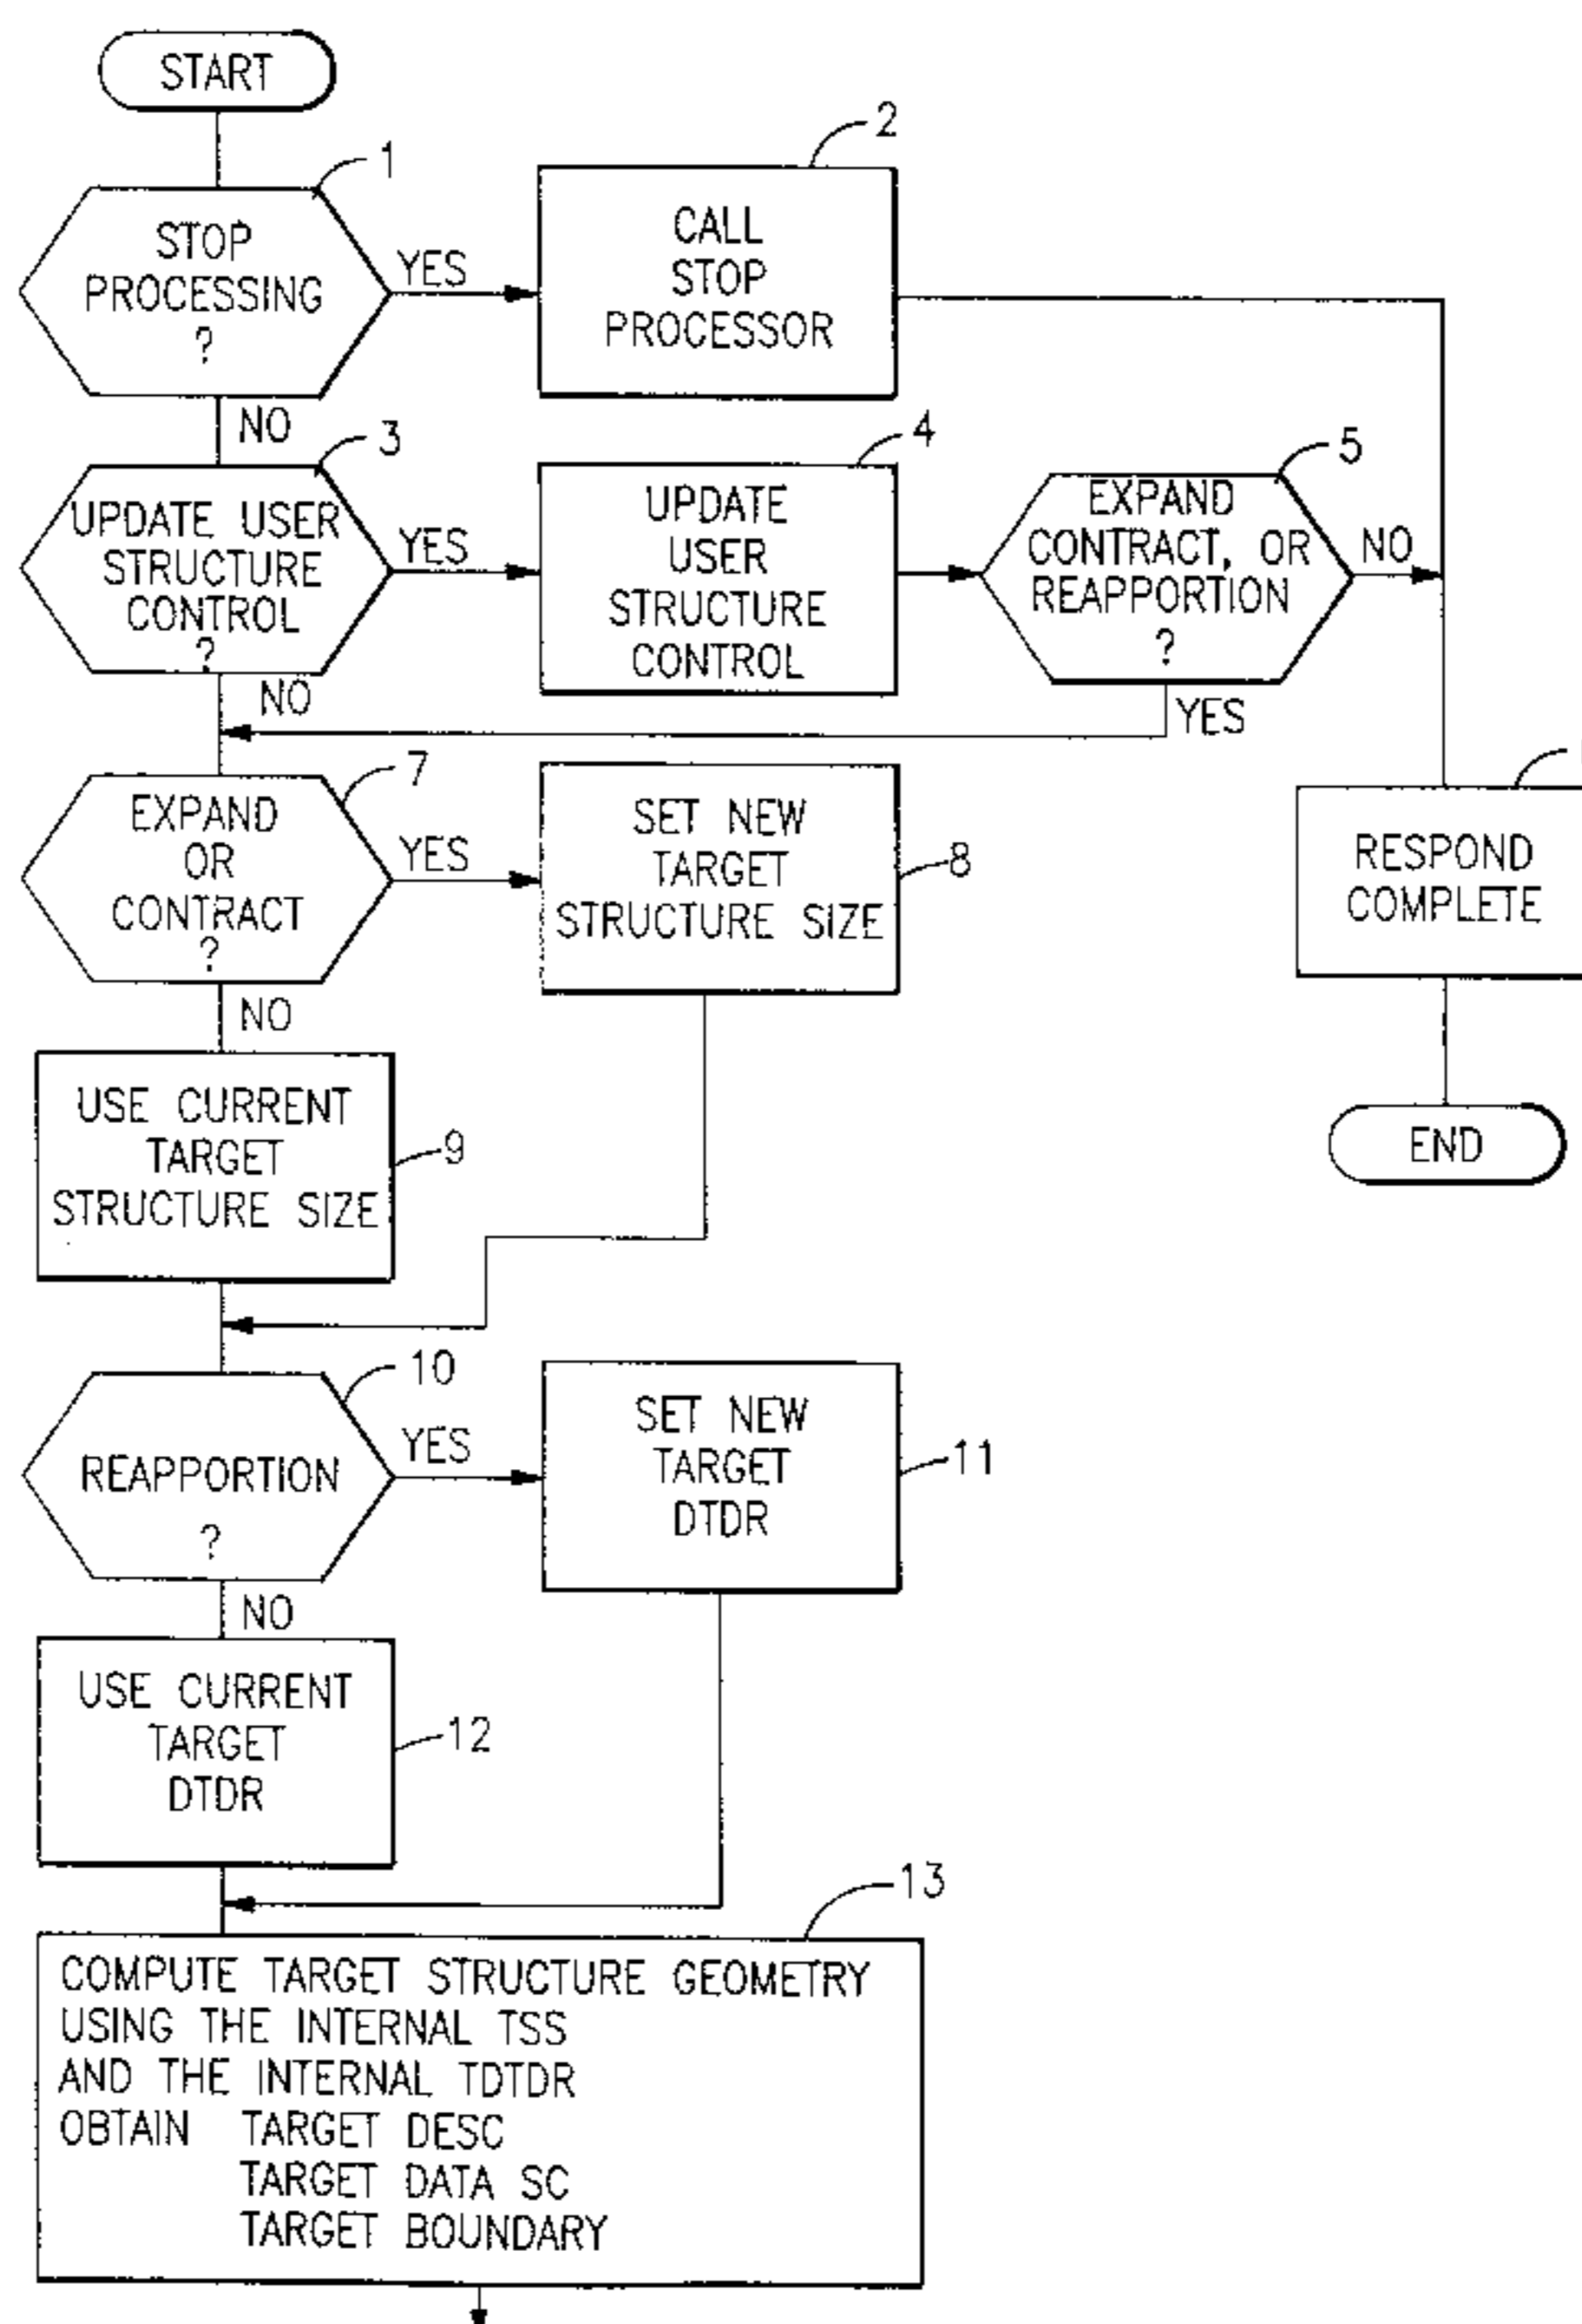 START
1
STOP
PROCESSING
?
YES
2
CALL
STOP
PROCESSOR
NO
3
UPDATE USER
STRUCTURE
CONTROL
?
YES
4
UPDATE
USER
STRUCTURE
CONTROL
5
EXPAND
CONTRACT, OR
REAPPORTION
?
NO
YES
NO
7
EXPAND
OR
CONTRACT
?
YES
SET NEW
TARGET
STRUCTURE SIZE
8
RESPOND
COMPLETE
END
NO
USE CURRENT
TARGET
STRUCTURE SIZE
9
10
REAPPORTION
?
YES
SET NEW
TARGET
DTDR
11
NO
USE CURRENT
TARGET
DTDR
12
13
COMPUTE TARGET STRUCTURE GEOMETRY
USING THE INTERNAL TSS
AND THE INTERNAL TDTDR
OBTAIN TARGET DESC
TARGET DATA SC
TARGET BOUNDARY